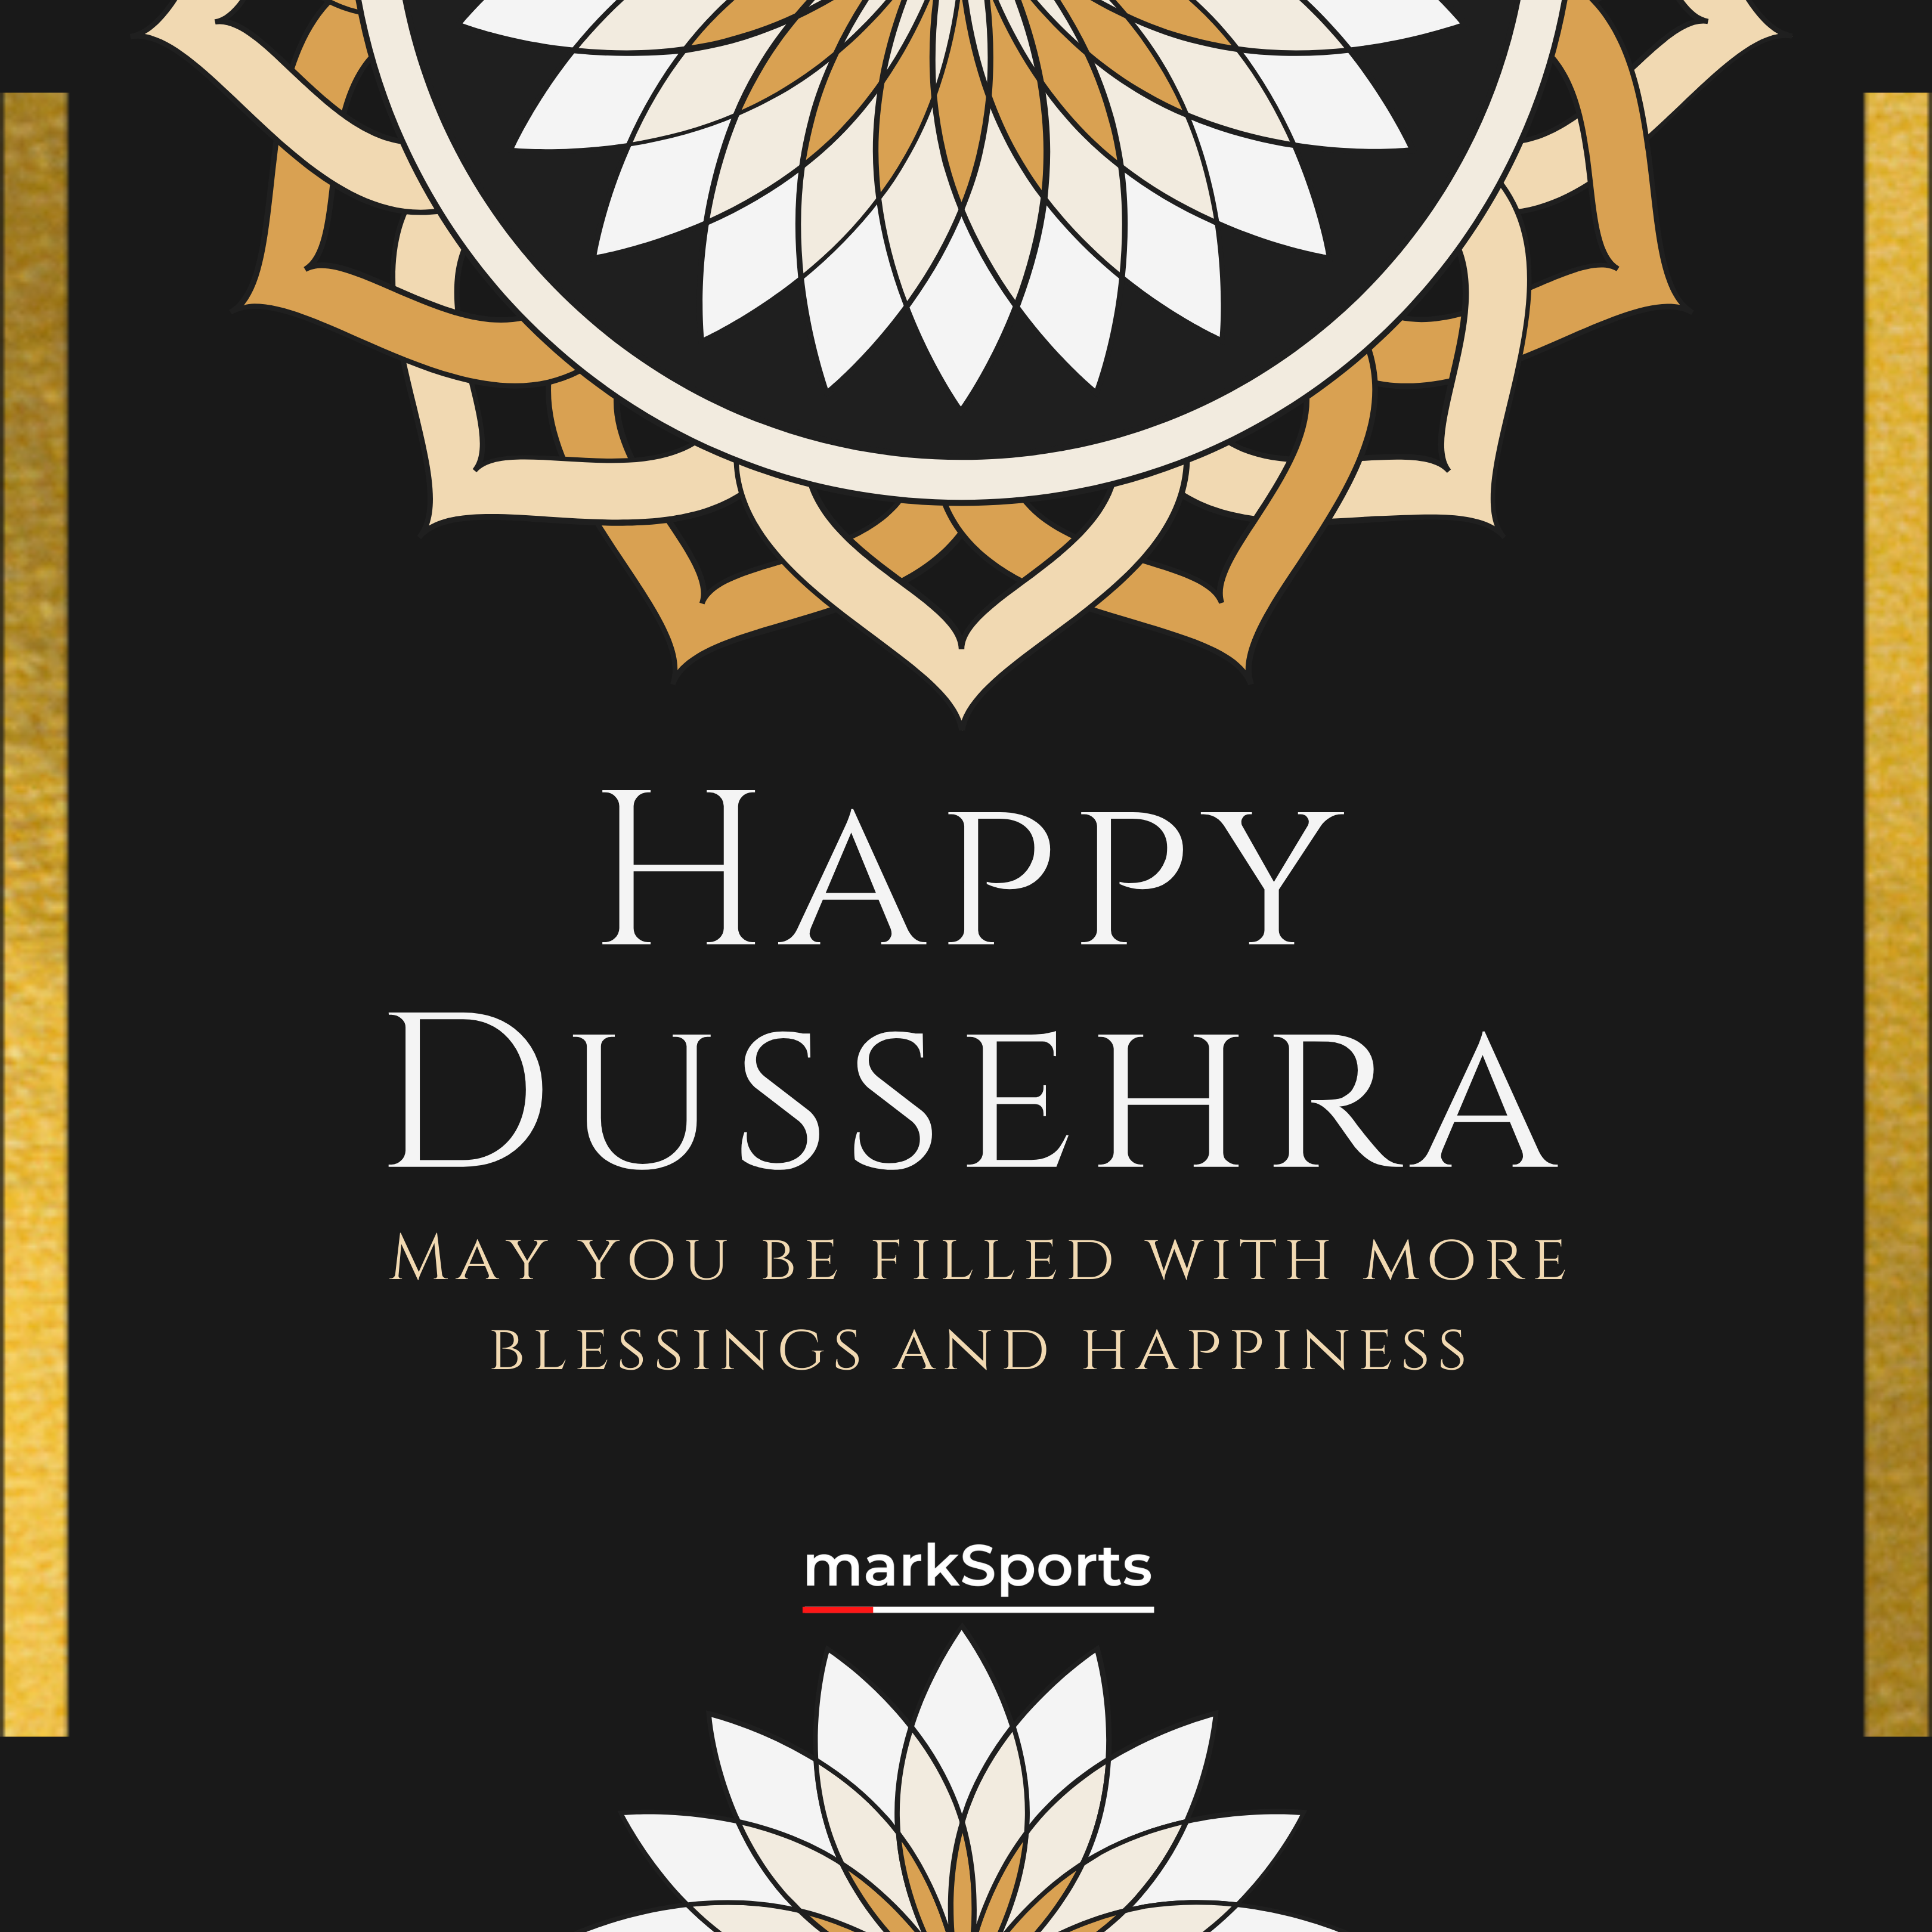 Happy
Dussehra
May you be filled with more
blessings and happiness
markSports